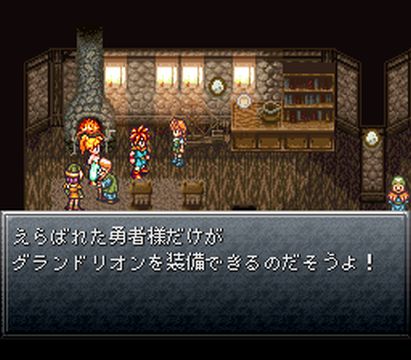 えらばれた勇者様だけが
グランドリオンを装備できるのだそうよ！